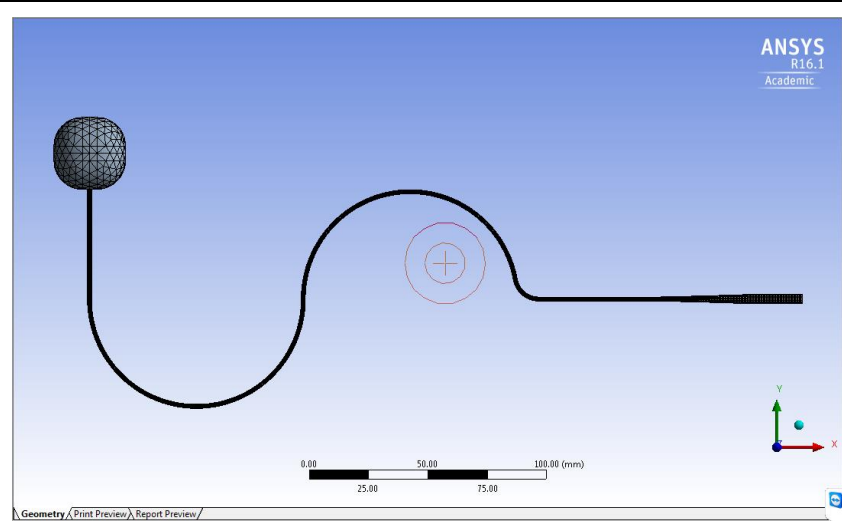 ANSYS
R16.1
Academic
Y
X
0.00 50.00 100.00 (mm)
25.00 75.00
Geometry Print Preview Report Preview